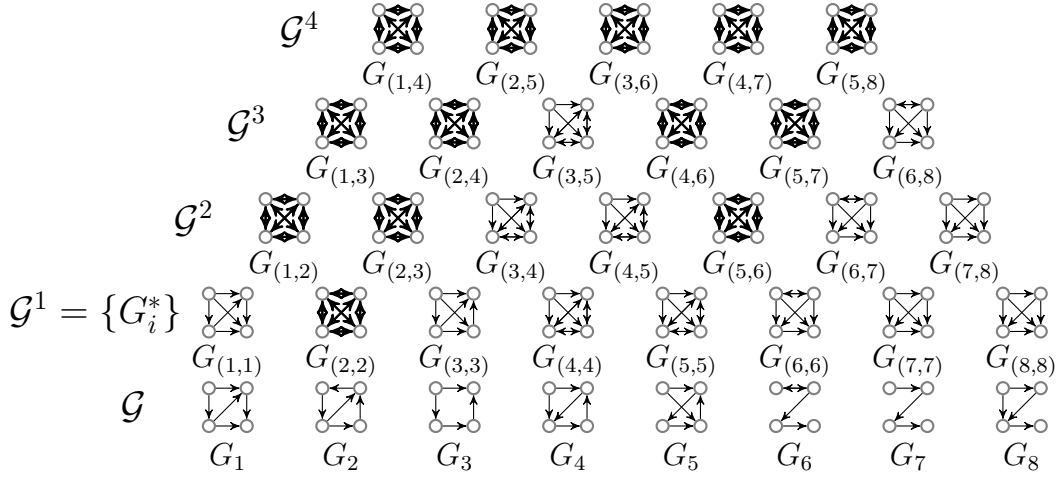 𝒢⁴
G₍₁,₄₎ G₍₂,₅₎ G₍₃,₆₎ G₍₄,₇₎ G₍₅,₈₎
𝒢³
G₍₁,₃₎ G₍₂,₄₎ G₍₃,₅₎ G₍₄,₆₎ G₍₅,₇₎ G₍₆,₈₎
𝒢²
G₍₁,₂₎ G₍₂,₃₎ G₍₃,₄₎ G₍₄,₅₎ G₍₅,₆₎ G₍₆,₇₎ G₍₇,₈₎
𝒢¹ = {Gᵢ*}
G₍₁,₁₎ G₍₂,₂₎ G₍₃,₃₎ G₍₄,₄₎ G₍₅,₅₎ G₍₆,₆₎ G₍₇,₇₎ G₍₈,₈₎
𝒢
G₁ G₂ G₃ G₄ G₅ G₆ G₇ G₈